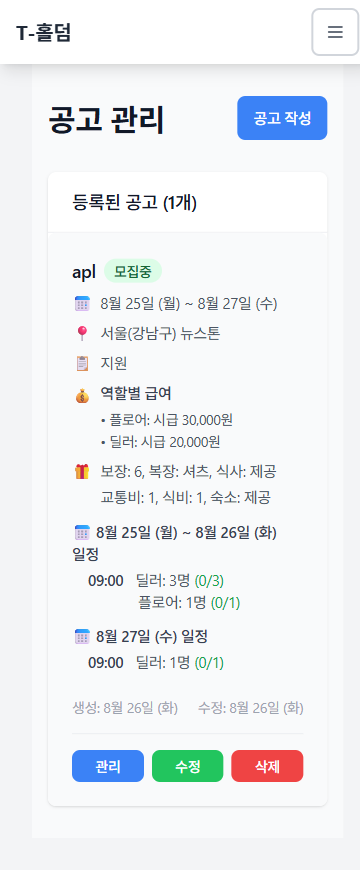 T-홀덤
공고 관리
공고 작성
등록된 공고 (1개)
apl 모집중
8월 25일 (월) ~ 8월 27일 (수)
서울(강남구) 뉴스톤
지원
역할별 급여
• 플로어: 시급 30,000원
• 딜러: 시급 20,000원
보장: 6, 복장: 셔츠, 식사: 제공
교통비: 1, 식비: 1, 숙소: 제공
8월 25일 (월) ~ 8월 26일 (화)
일정
09:00 딜러: 3명 (0/3)
플로어: 1명 (0/1)
8월 27일 (수) 일정
09:00 딜러: 1명 (0/1)
생성: 8월 26일 (화) 수정: 8월 26일 (화)
관리 수정 삭제